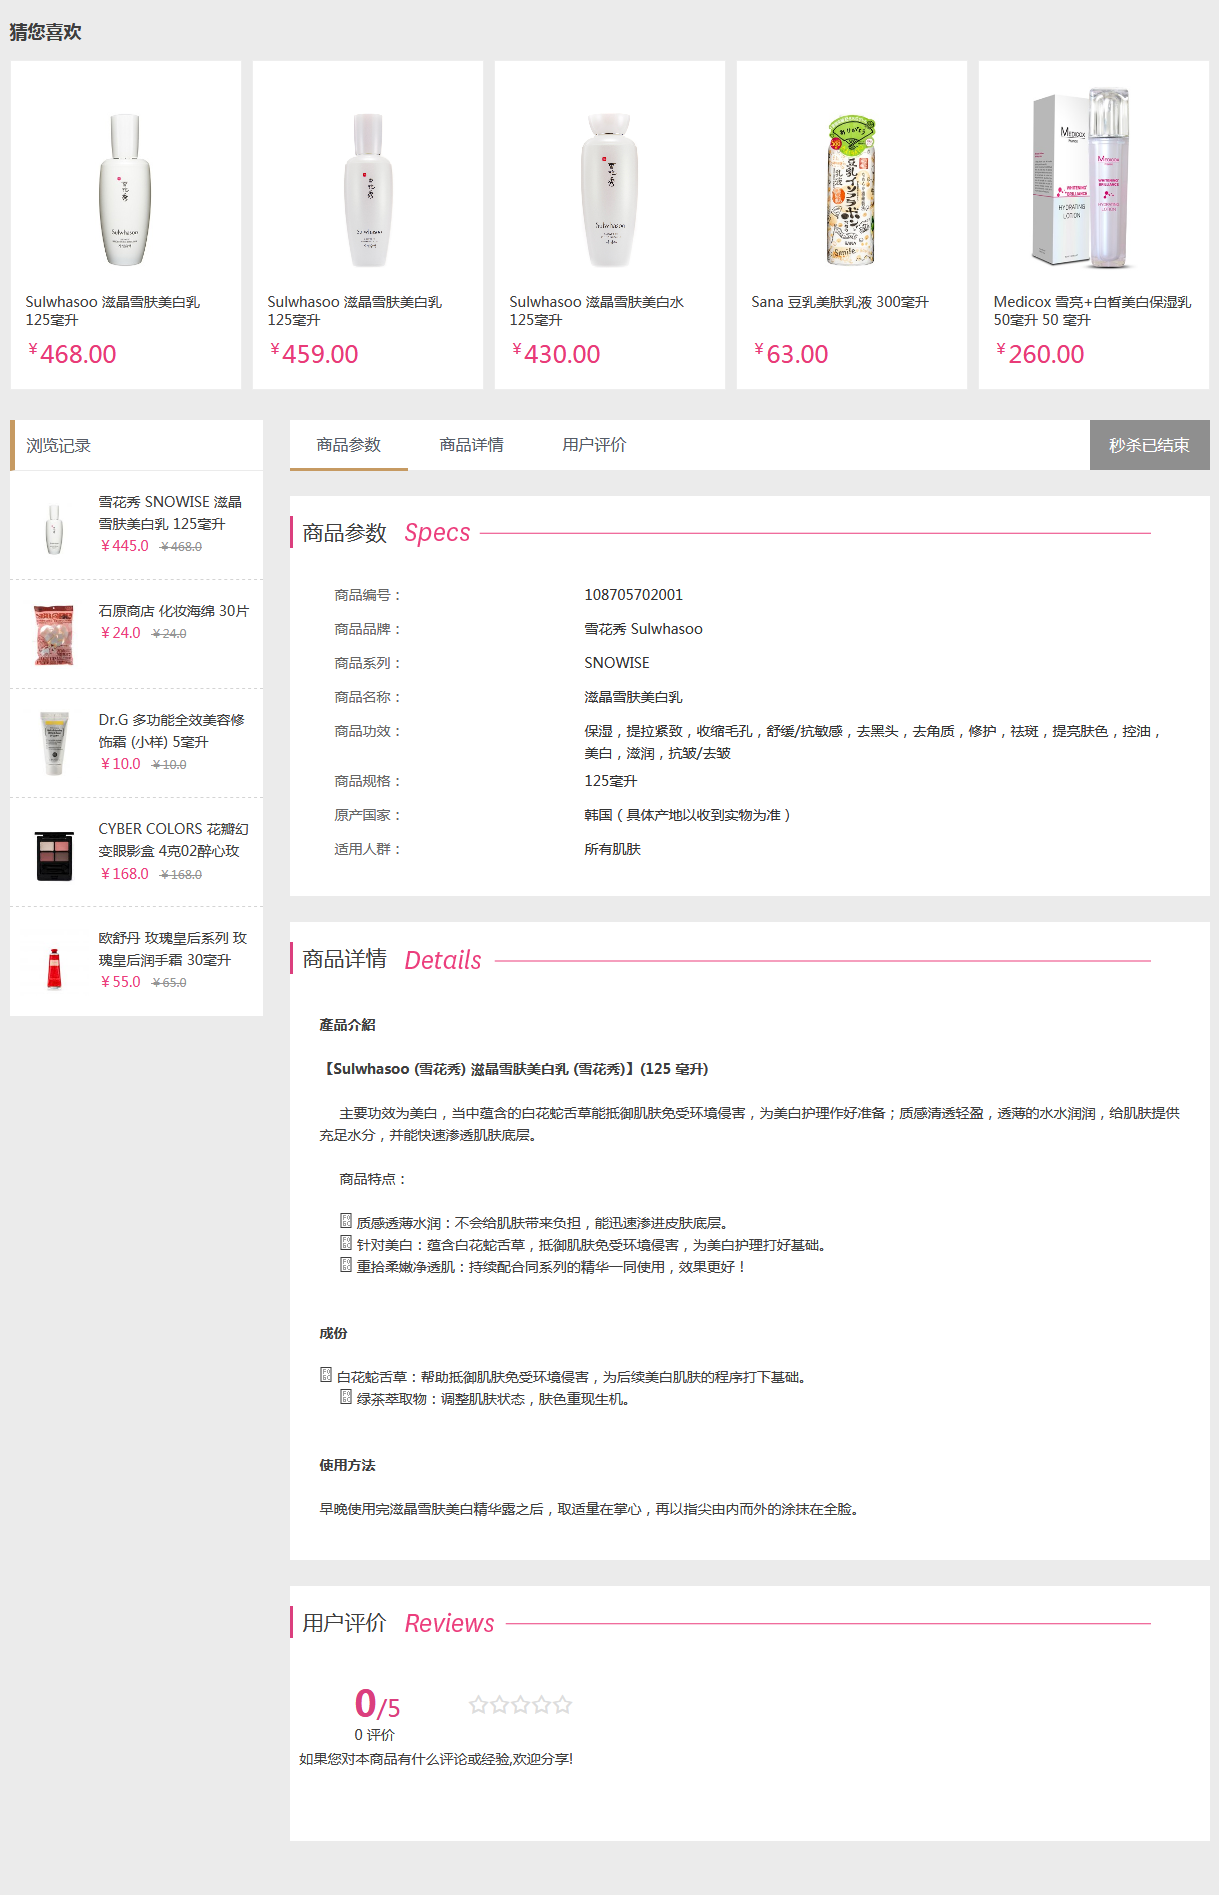 猜您喜欢
Sulwhasoo 滋晶雪肤美白乳
125毫升
¥468.00
Sulwhasoo 滋晶雪肤美白乳
125毫升
¥459.00
Sulwhasoo 滋晶雪肤美白水
125毫升
¥430.00
Sana 豆乳美肤乳液 300毫升
¥63.00
Medicox 雪亮+白皙美白保湿乳
50毫升 50 毫升
¥260.00
浏览记录
雪花秀 SNOWISE 滋晶
雪肤美白乳 125毫升
¥445.0 ¥468.0
石原商店 化妆海绵 30片
¥24.0 ¥24.0
Dr.G 多功能全效美容修
饰霜 (小样) 5毫升
¥10.0 ¥10.0
CYBER COLORS 花瓣幻
变眼影盒 4克02醉心玫
¥168.0 ¥168.0
欧舒丹 玫瑰皇后系列 玫
瑰皇后润手霜 30毫升
¥55.0 ¥65.0
商品参数 商品详情 用户评价 秒杀已结束
商品参数 Specs
商品编号： 108705702001
商品品牌： 雪花秀 Sulwhasoo
商品系列： SNOWISE
商品名称： 滋晶雪肤美白乳
商品功效： 保湿，提拉紧致，收缩毛孔，舒缓/抗敏感，去黑头，去角质，修护，祛斑，提亮肤色，控油，
美白，滋润，抗皱/去皱
商品规格： 125毫升
原产国家： 韩国（具体产地以收到实物为准）
适用人群： 所有肌肤
商品详情 Details
產品介紹
【Sulwhasoo (雪花秀) 滋晶雪肤美白乳 (雪花秀)】(125 毫升)
主要功效为美白，当中蕴含的白花蛇舌草能抵御肌肤免受环境侵害，为美白护理作好准备；质感清透轻盈，透薄的水水润润，给肌肤提供
充足水分，并能快速渗透肌肤底层。
商品特点：
质感透薄水润：不会给肌肤带来负担，能迅速渗进皮肤底层。
针对美白：蕴含白花蛇舌草，抵御肌肤免受环境侵害，为美白护理打好基础。
重拾柔嫩净透肌：持续配合同系列的精华一同使用，效果更好！
成份
白花蛇舌草：帮助抵御肌肤免受环境侵害，为后续美白肌肤的程序打下基础。
绿茶萃取物：调整肌肤状态，肤色重现生机。
使用方法
早晚使用完滋晶雪肤美白精华露之后，取适量在掌心，再以指尖由内而外的涂抹在全脸。
用户评价 Reviews
0/5
0 评价
如果您对本商品有什么评论或经验,欢迎分享!